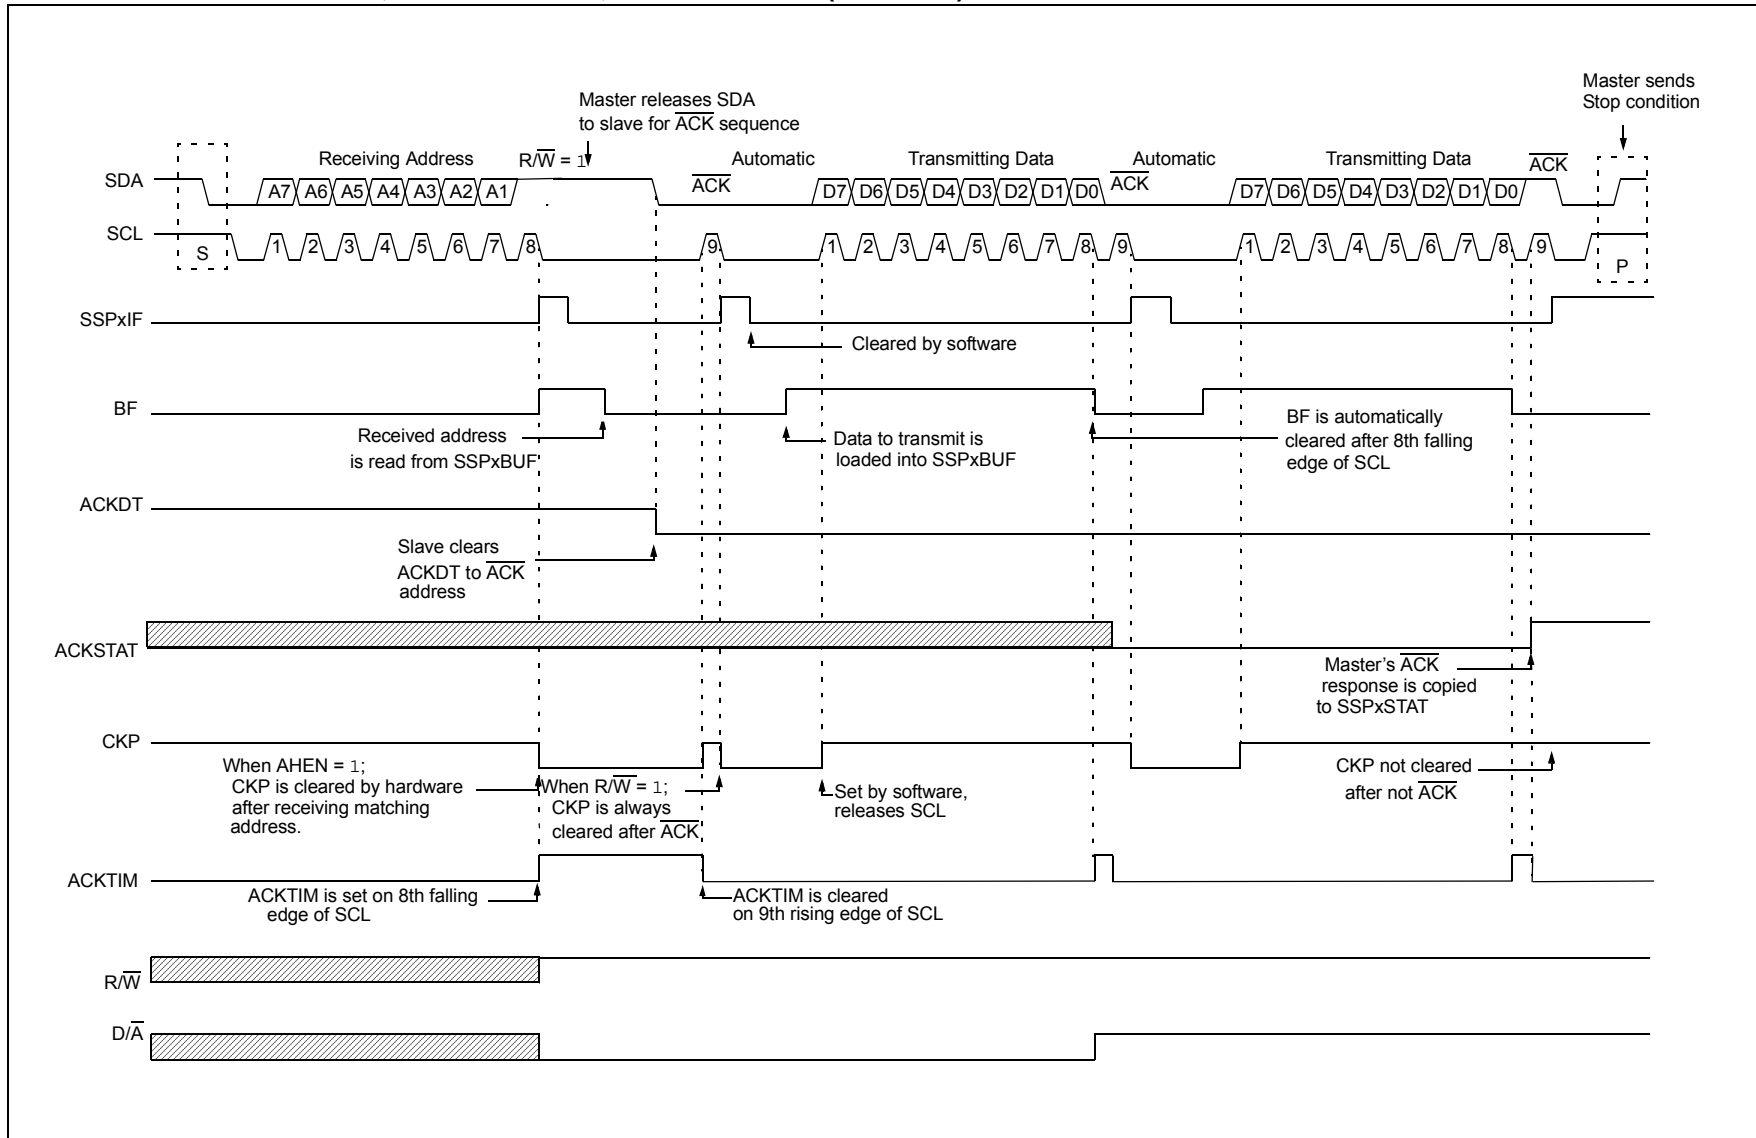 Master sends
Stop condition
Master releases SDA
to slave for ACK sequence
Receiving Address R/W = 1 Automatic Transmitting Data Automatic Transmitting Data ACK
SDA A7 A6 A5 A4 A3 A2 A1 ACK D7 D6 D5 D4 D3 D2 D1 D0 ACK D7 D6 D5 D4 D3 D2 D1 D0
SCL S 1 2 3 4 5 6 7 8 9 1 2 3 4 5 6 7 8 9 1 2 3 4 5 6 7 8 9 P
SSPxIF
Cleared by software
BF
Received address
is read from SSPxBUF
Data to transmit is
loaded into SSPxBUF
BF is automatically
cleared after 8th falling
edge of SCL
ACKDT
Slave clears
ACKDT to ACK
address
ACKSTAT
Master's ACK
response is copied
to SSPxSTAT
CKP
When AHEN = 1;
CKP is cleared by hardware
after receiving matching
address.
When R/W = 1;
CKP is always
cleared after ACK
Set by software,
releases SCL
CKP not cleared
after not ACK
ACKTIM
ACKTIM is set on 8th falling
edge of SCL
ACKTIM is cleared
on 9th rising edge of SCL
R/W
D/A